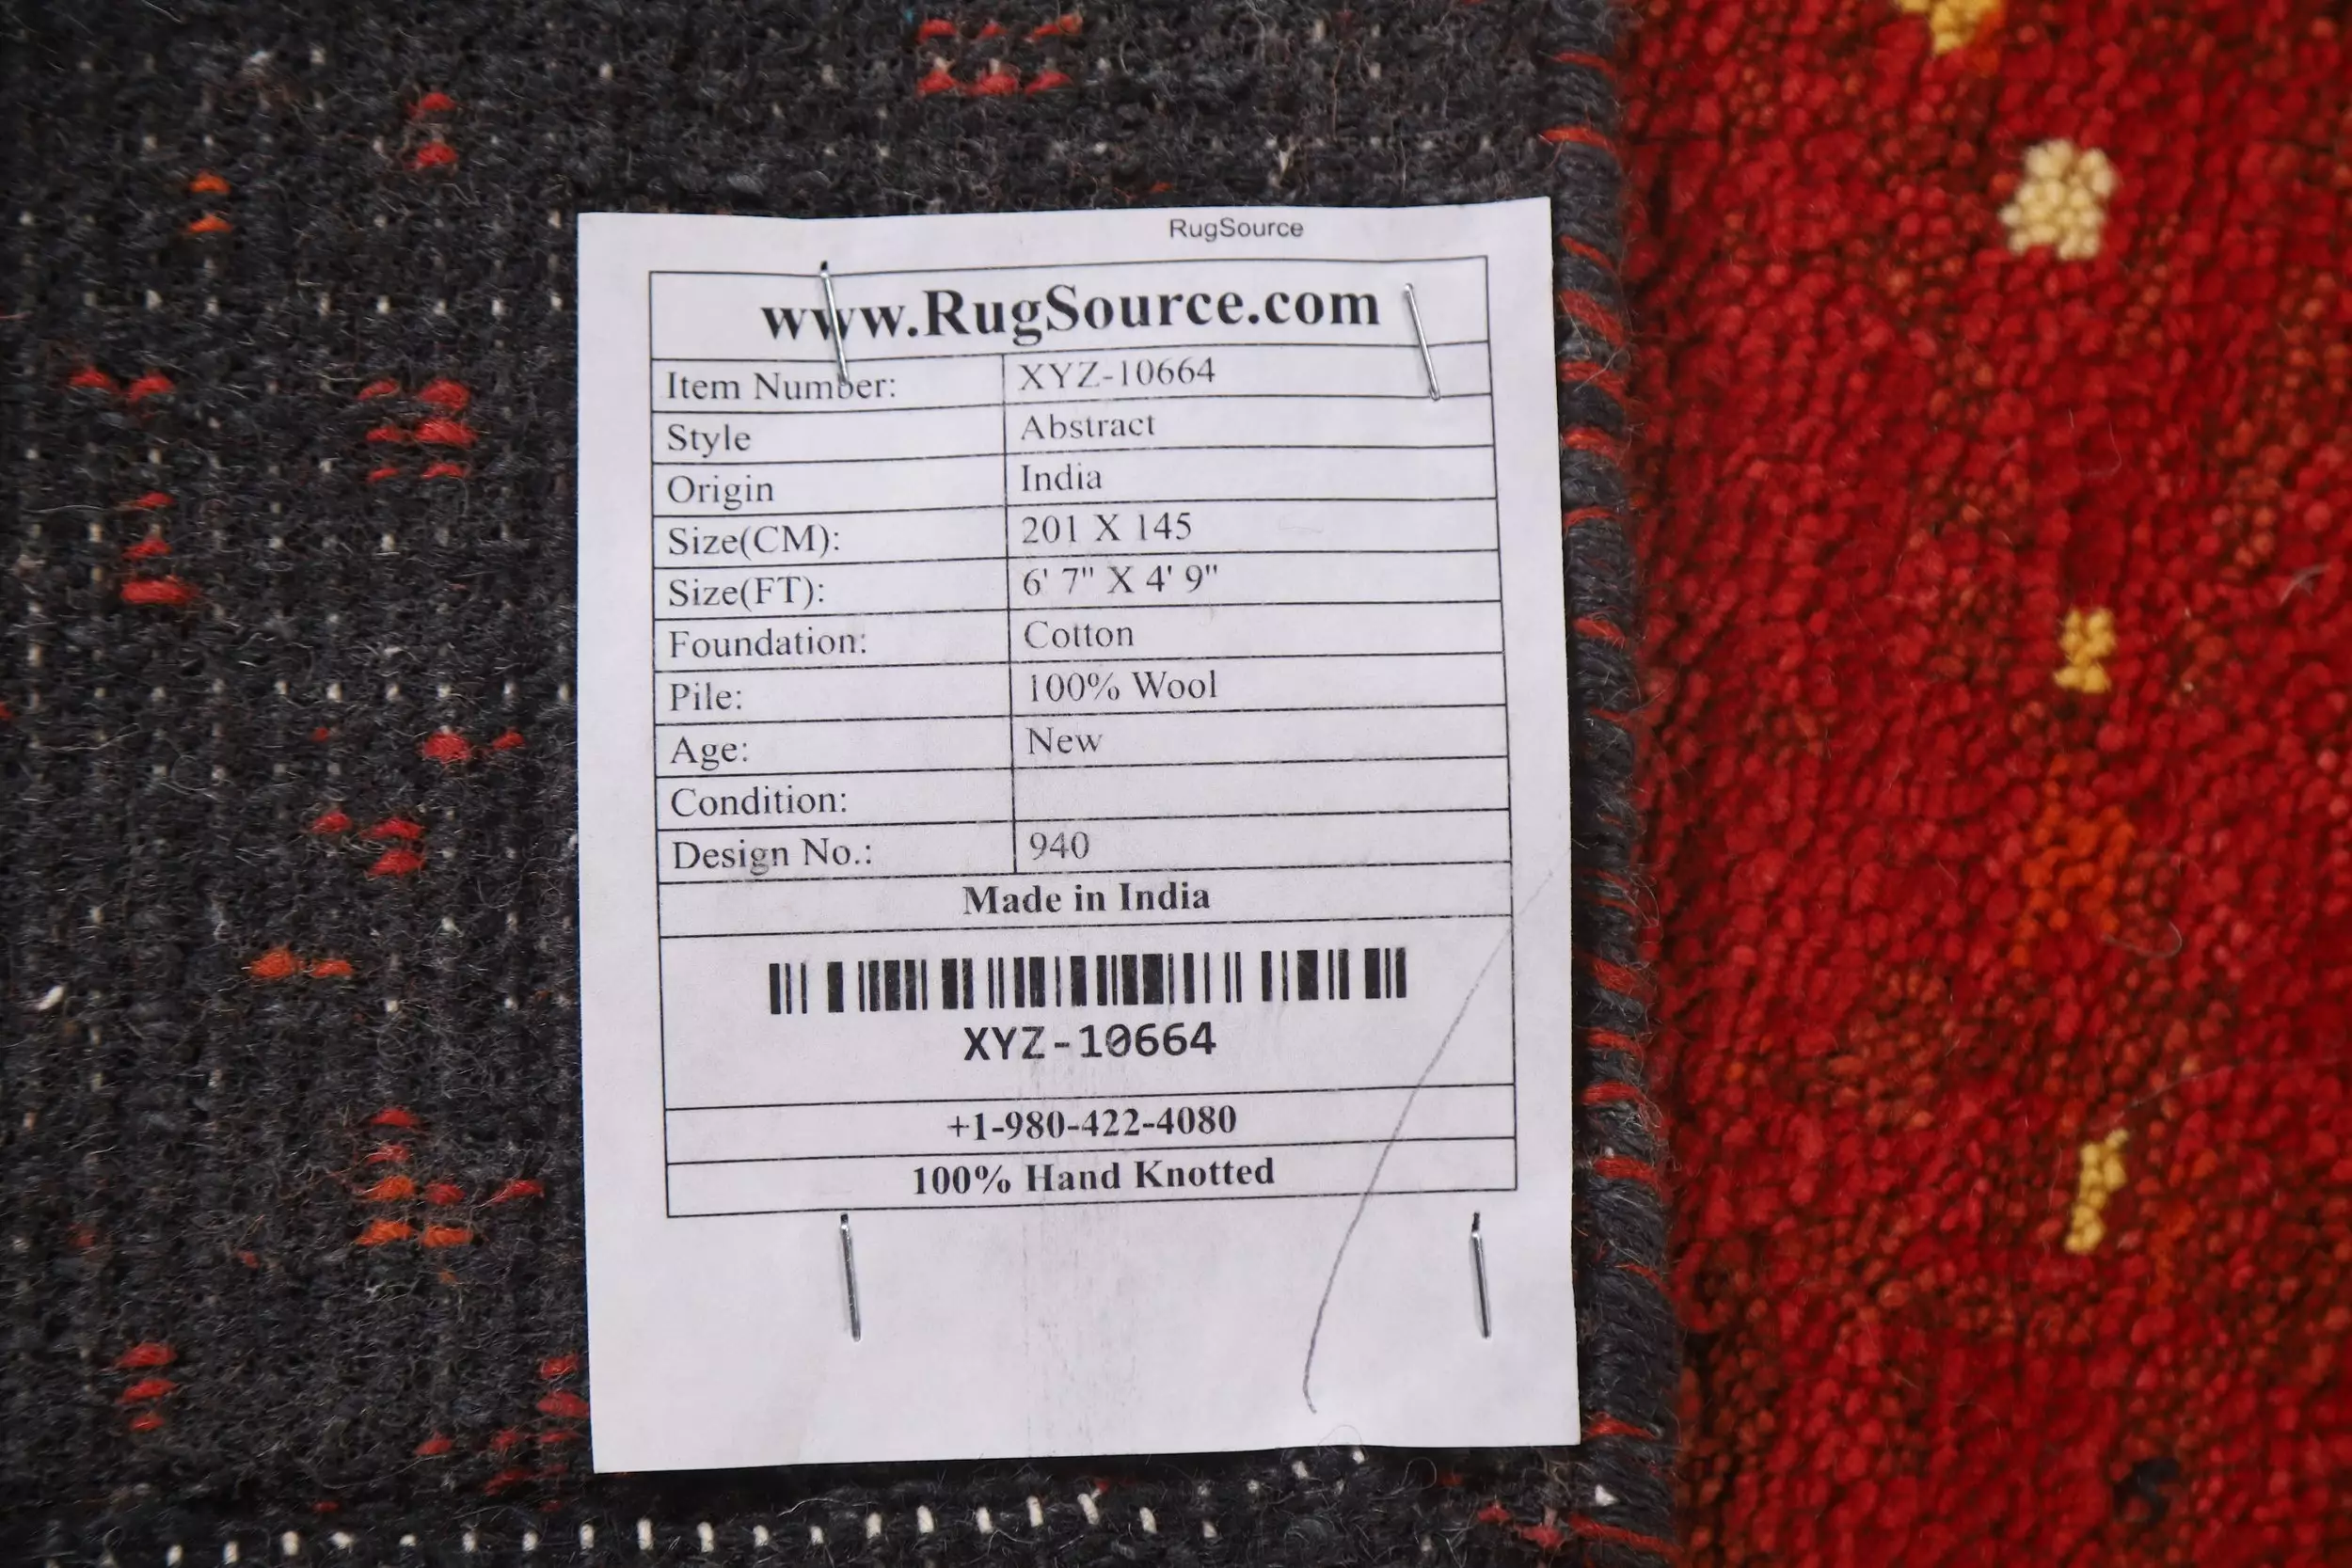 RugSource
www.RugSource.com
Item Number: XYZ-10664
Style Abstract
Origin India
Size(CM): 201 X 145
Size(FT): 6' 7" X 4' 9"
Foundation: Cotton
Pile: 100% Wool
Age: New
Condition:
Design No.: 940
Made in India
XYZ-10664
+1-980-422-4080
100% Hand Knotted